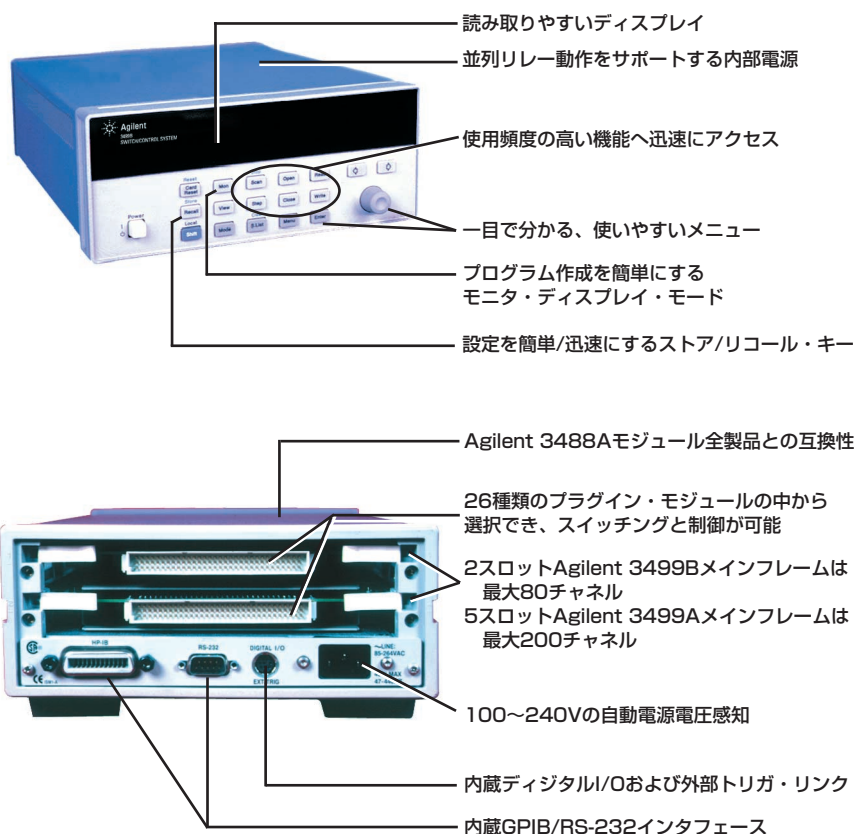 読み取りやすいディスプレイ
並列リレー動作をサポートする内部電源
使用頻度の高い機能へ迅速にアクセス
一目で分かる、使いやすいメニュー
プログラム作成を簡単にする
モニタ・ディスプレイ・モード
設定を簡単/迅速にするストア/リコール・キー
Agilent
SWITCH/CONTROL SYSTEM
Reset
Card Reset
Mon
Scan
Open
Store
Recall
View
Step
Close
Write
Local
Shift
Mode
S List
Menu
Enter
Power
Agilent 3488Aモジュール全製品との互換性
26種類のプラグイン・モジュールの中から
選択でき、スイッチングと制御が可能
2スロットAgilent 3499Bメインフレームは
最大80チャネル
5スロットAgilent 3499Aメインフレームは
最大200チャネル
100～240Vの自動電源電圧感知
内蔵ディジタルI/Oおよび外部トリガ・リンク
内蔵GPIB/RS-232インタフェース
HP-IB
RS-232
DIGITAL I/O
EXT TRIG
LINE:
85-264VAC
MAX